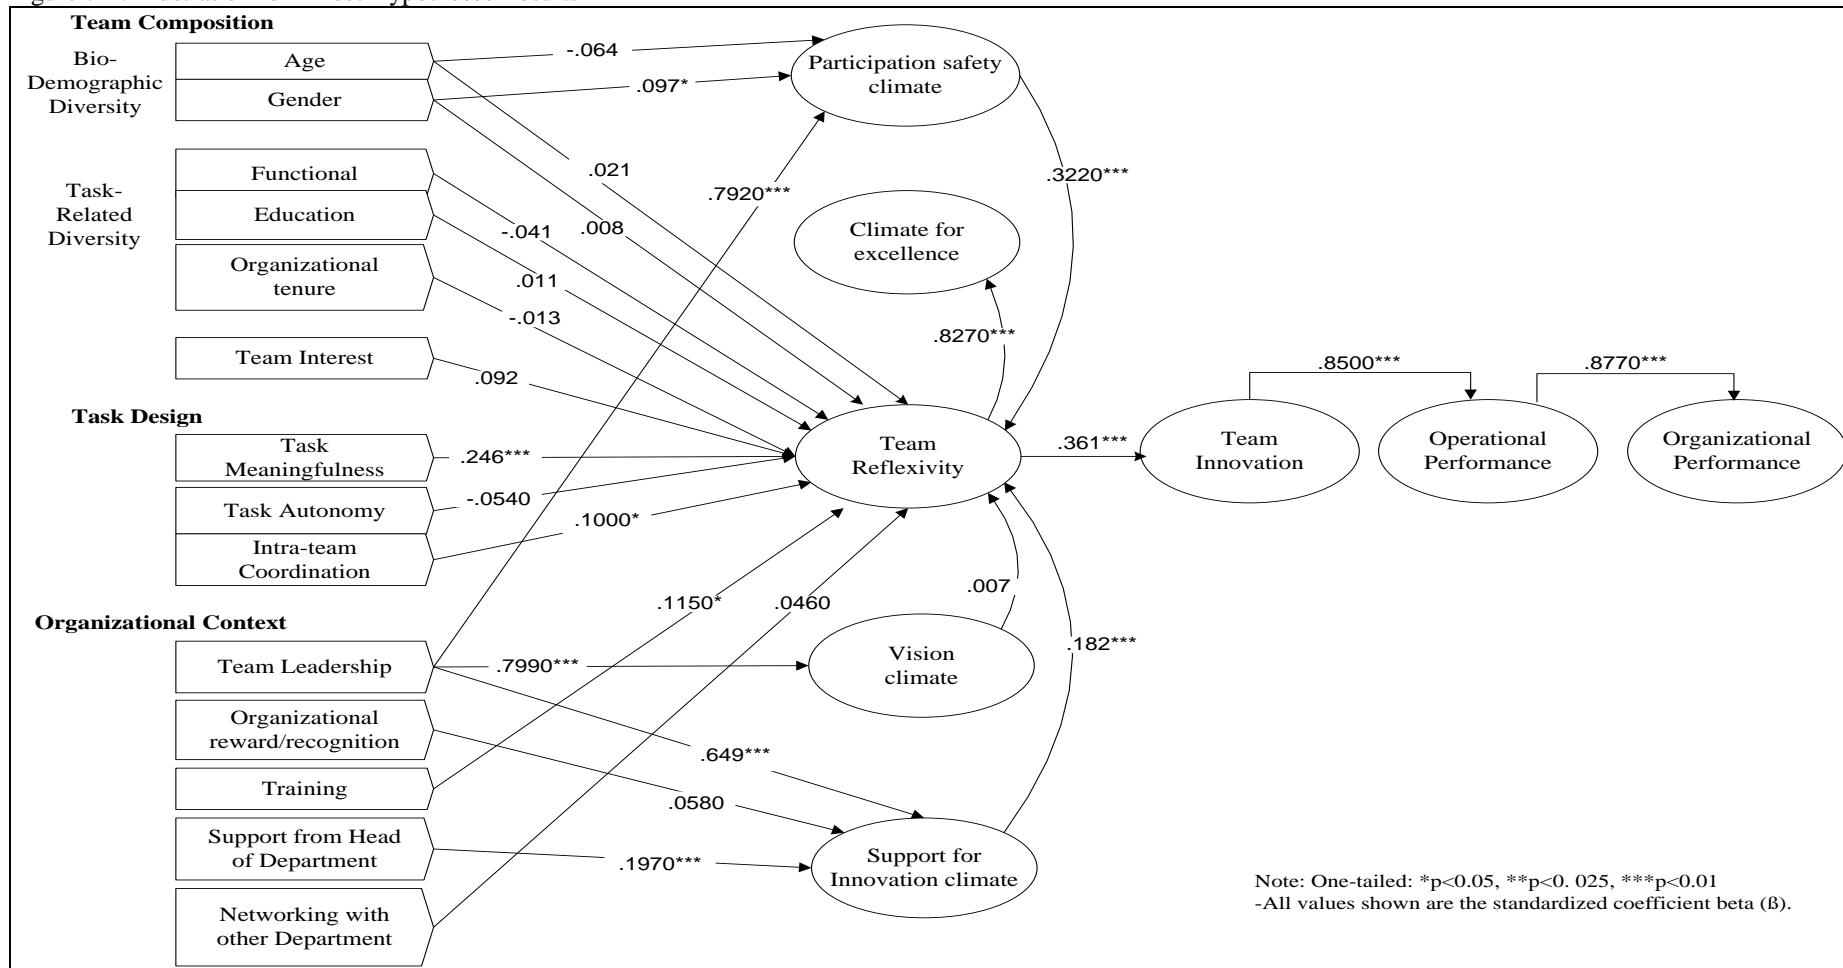 Team Composition
Bio-
Demographic
Diversity
Age
Gender
-.064
.097*
Participation safety
climate
Task-
Related
Diversity
Functional
Education
Organizational
tenure
.021
.008
-.041
.011
-.013
.7920***
.3220***
Climate for
excellence
.8270***
Team Interest
.092
Task Design
Task
Meaningfulness
.246***
Task Autonomy
-.0540
Intra-team
Coordination
.1000*
Team
Reflexivity
.361***
Team
Innovation
.8500***
Operational
Performance
.8770***
Organizational
Performance
Organizational Context
Team Leadership
.7990***
.1150*
.0460
.007
.182***
Vision
climate
Organizational
reward/recognition
.649***
Training
.0580
Support from Head
of Department
.1970***
Support for
Innovation climate
Networking with
other Department
Note: One-tailed: *p<0.05, **p<0. 025, ***p<0.01
-All values shown are the standardized coefficient beta (ß).